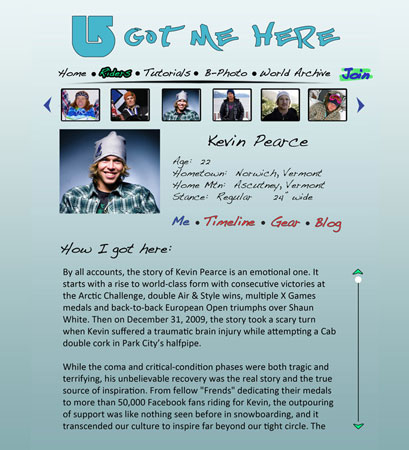 GOT ME HERE
Home • Riders • Tutorials • B-Photo • World Archive Join
Kevin Pearce
Age: 22
Hometown: Norwich, Vermont
Home Mtn: Ascutney, Vermont
Stance: Regular 24" wide
Me • Timeline • Gear • Blog
How I got here:
By all accounts, the story of Kevin Pearce is an emotional one. It
starts with a rise to world-class form with consecutive victories at
the Arctic Challenge, double Air & Style wins, multiple X Games
medals and back-to-back European Open triumphs over Shaun
White. Then on December 31, 2009, the story took a scary turn
when Kevin suffered a traumatic brain injury while attempting a Cab
double cork in Park City's halfpipe.
While the coma and critical-condition phases were both tragic and
terrifying, his unbelievable recovery was the real story and the true
source of inspiration. From fellow "Frends" dedicating their medals
to more than 50,000 Facebook fans riding for Kevin, the outpouring
of support was like nothing seen before in snowboarding, and it
transcended our culture to inspire far beyond our tight circle. The